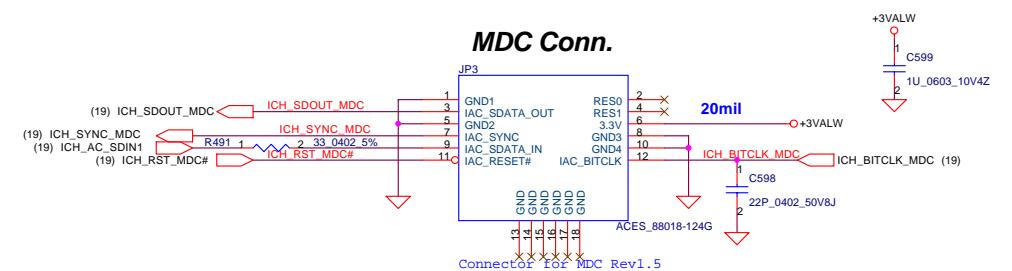 MDC Conn.
+3VALW
1
C599
1U_0603_10V4Z
2
JP3
1 GND1 RES0 2
(19) ICH_SDOUT_MDC ICH_SDOUT_MDC 3 IAC_SDATA_OUT RES1 4
20mil
5 GND2 3.3V 6 +3VALW
(19) ICH_SYNC_MDC ICH_SYNC_MDC 7 IAC_SYNC GND3 8
(19) ICH_AC_SDIN1 R491 1 2 33_0402_5% 9 IAC_SDATA_IN GND4 10
(19) ICH_RST_MDC# ICH_RST_MDC# 11 IAC_RESET# IAC_BITCLK 12 ICH_BITCLK_MDC ICH_BITCLK_MDC (19)
1
C598
22P_0402_50V8J
2
GND GND GND GND GND GND
13 14 15 16 17 18
ACES_88018-124G
Connector for MDC Rev1.5